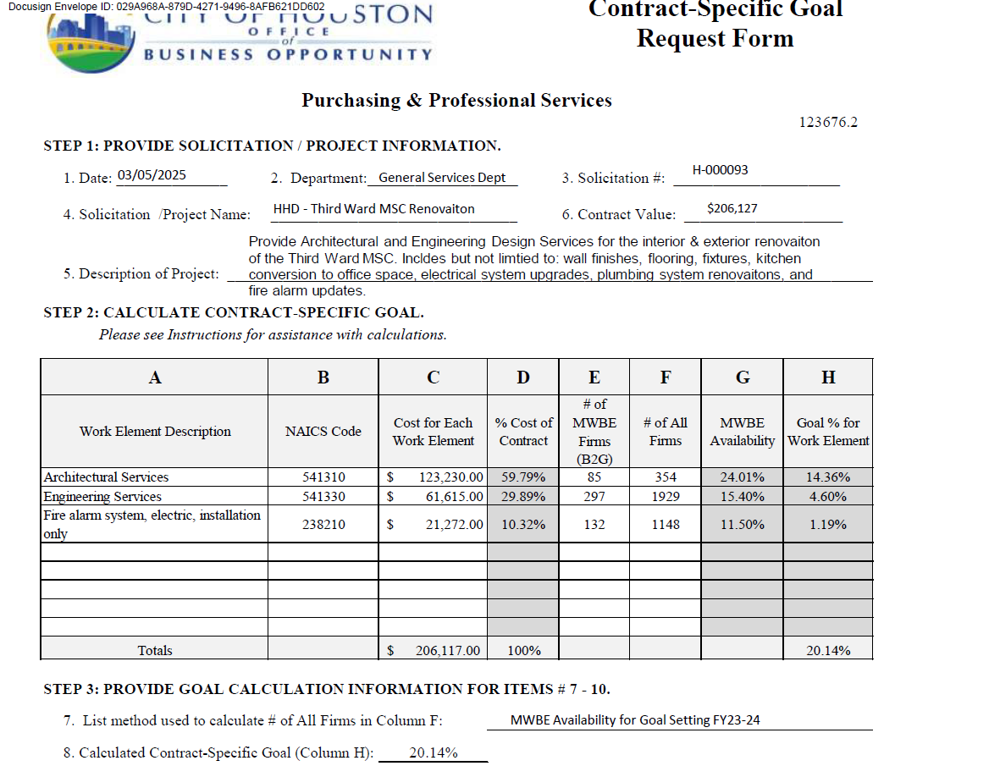 Docusign Envelope ID: 029A968A-879D-4271-9496-8AFB621DD602
CITY OF HOUSTON
OFFICE
of
BUSINESS OPPORTUNITY
Contract-Specific Goal
Request Form
Purchasing & Professional Services
123676.2
STEP 1: PROVIDE SOLICITATION / PROJECT INFORMATION.
1. Date: 03/05/2025 2. Department: General Services Dept 3. Solicitation #: H-000093
4. Solicitation /Project Name: HHD - Third Ward MSC Renovaiton 6. Contract Value: $206,127
5. Description of Project: Provide Architectural and Engineering Design Services for the interior & exterior renovaiton
of the Third Ward MSC. Incldes but not limtied to: wall finishes, flooring, fixtures, kitchen
conversion to office space, electrical system upgrades, plumbing system renovaitons, and
fire alarm updates.
STEP 2: CALCULATE CONTRACT-SPECIFIC GOAL.
Please see Instructions for assistance with calculations.
A B C D E F G H
Work Element Description NAICS Code Cost for Each Work Element % Cost of Contract # of MWBE Firms (B2G) # of All Firms MWBE Availability Goal % for Work Element
Architectural Services 541310 $ 123,230.00 59.79% 85 354 24.01% 14.36%
Engineering Services 541330 $ 61,615.00 29.89% 297 1929 15.40% 4.60%
Fire alarm system, electric, installation only 238210 $ 21,272.00 10.32% 132 1148 11.50% 1.19%
Totals $ 206,117.00 100% 20.14%
STEP 3: PROVIDE GOAL CALCULATION INFORMATION FOR ITEMS # 7 - 10.
7. List method used to calculate # of All Firms in Column F: MWBE Availability for Goal Setting FY23-24
8. Calculated Contract-Specific Goal (Column H): 20.14%